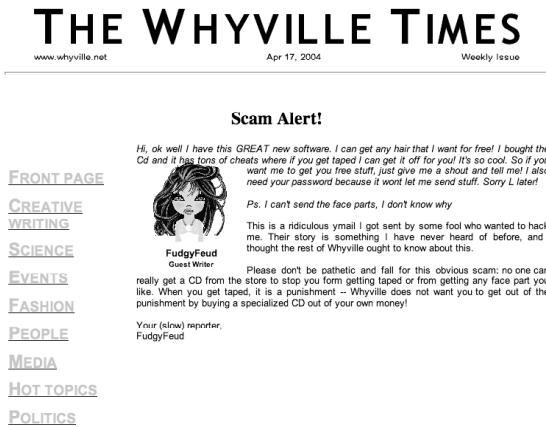 THE WHYVILLE TIMES
www.whyville.net Apr 17, 2004 Weekly Issue
Scam Alert!
Hi, ok well I have this GREAT new software. I can get any hair that I want for free! I bought the
Cd and it has tons of cheats where if you get taped I can get it off for you! It's so cool. So if you
want me to get you free stuff, just give me a shout and tell me! I also
need your password because it wont let me send stuff. Sorry L later!
Ps. I can't send the face parts, I don't know why
This is a ridiculous ymail I got sent by some fool who wanted to hack
me. Their story is something I have never heard of before, and I
thought the rest of Whyville ought to know about this.
FudgyFeud
Guest Writer
Please don't be pathetic and fall for this obvious scam: no one can
really get a CD from the store to stop you form getting taped or from getting any face part you
like. When you get taped, it is a punishment -- Whyville does not want you to get out of the
punishment by buying a specialized CD out of your own money!
Your (slow) reporter,
FudgyFeud
FRONT PAGE
CREATIVE
WRITING
SCIENCE
EVENTS
FASHION
PEOPLE
MEDIA
HOT TOPICS
POLITICS